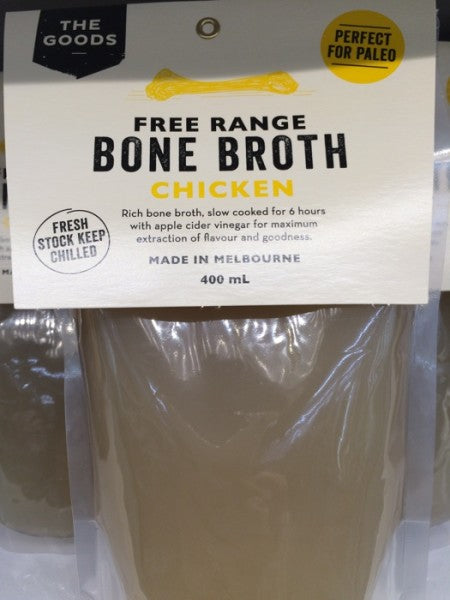 THE
GOODS
PERFECT
FOR PALEO
FREE RANGE
BONE BROTH
CHICKEN
Rich bone broth, slow cooked for 6 hours
with apple cider vinegar for maximum
extraction of flavour and goodness.
FRESH
STOCK KEEP
CHILLED
MADE IN MELBOURNE
400 mL